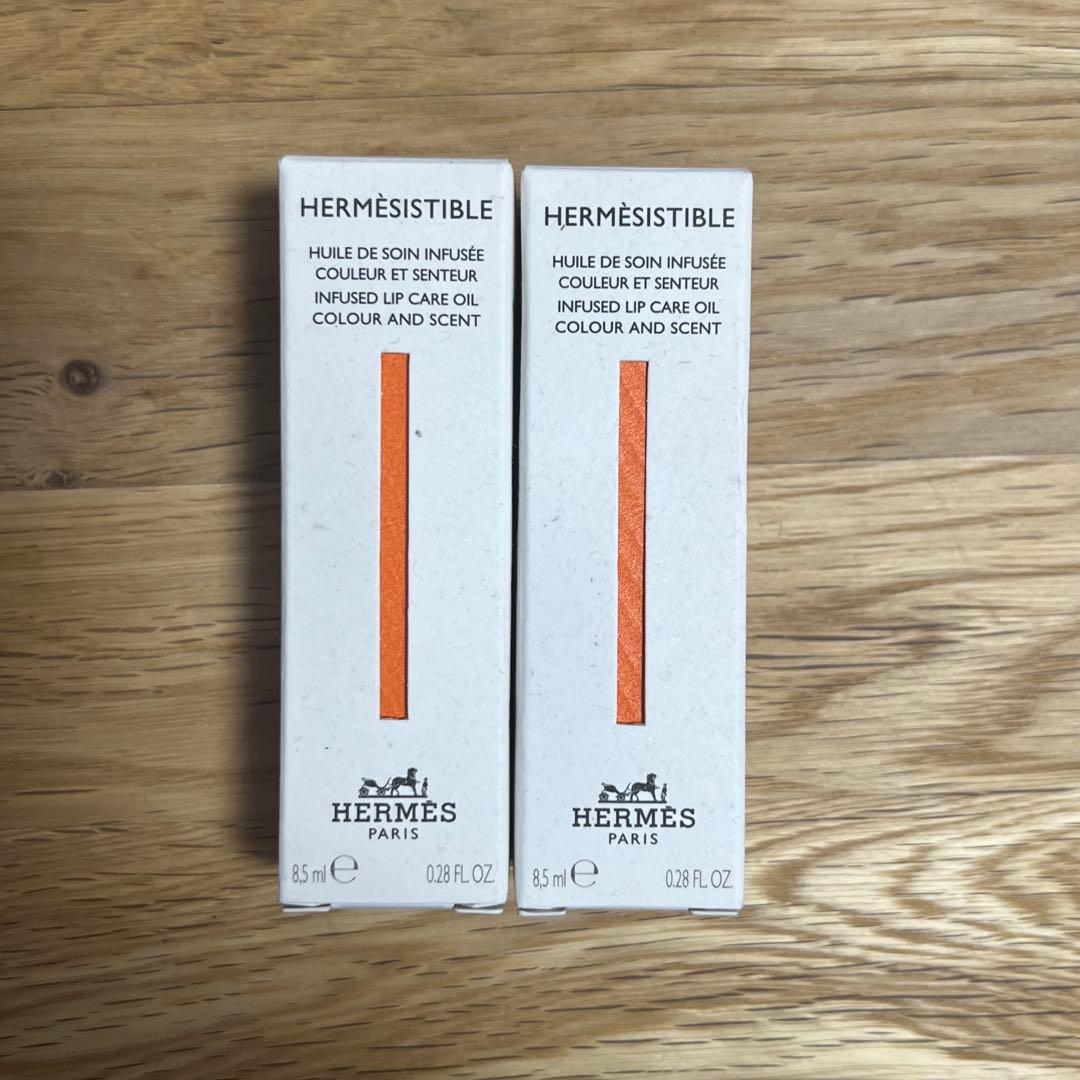 HERMÈSISTIBLE
HUILE DE SOIN INFUSÉE
COULEUR ET SENTEUR
INFUSED LIP CARE OIL
COLOUR AND SCENT
HERMÈS
PARIS
8,5 ml ℮ 0.28 FL. OZ.
HERMÈSISTIBLE
HUILE DE SOIN INFUSÉE
COULEUR ET SENTEUR
INFUSED LIP CARE OIL
COLOUR AND SCENT
HERMÈS
PARIS
8,5 ml ℮ 0.28 FL. OZ.